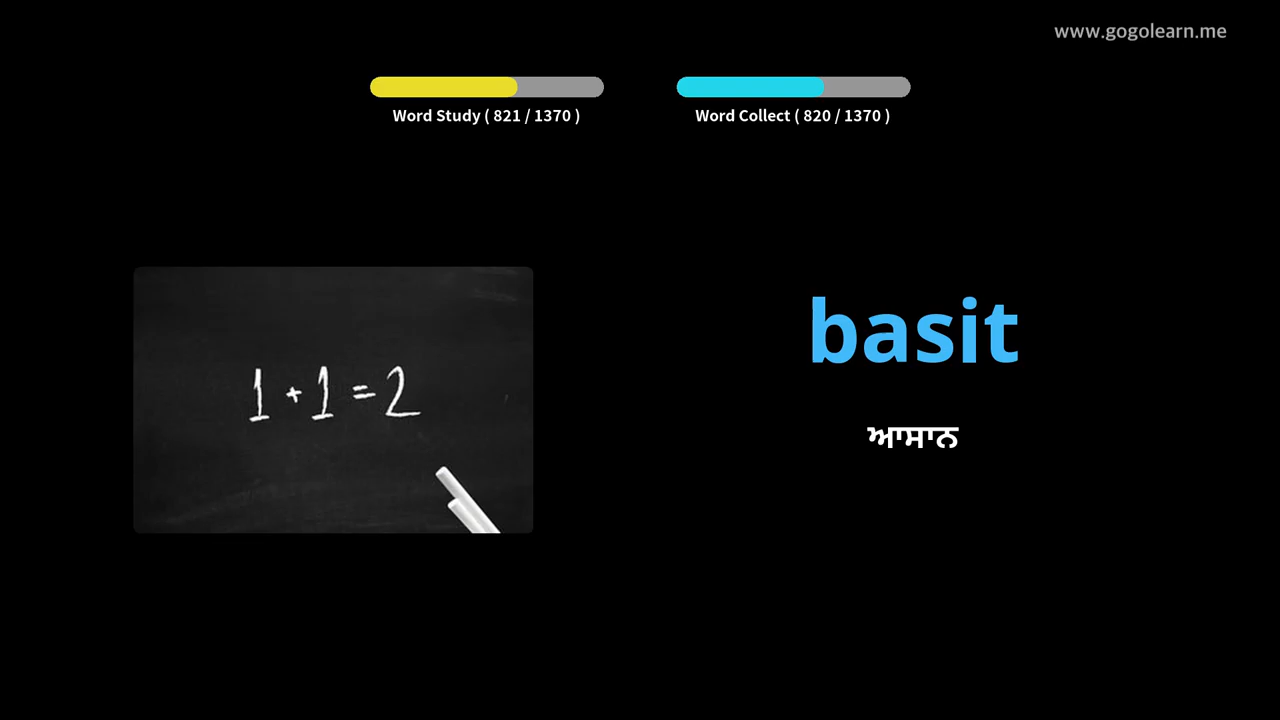 www.gogolearn.me
Word Study ( 821 / 1370 )
Word Collect ( 820 / 1370 )
1 + 1 = 2
basit
ਆਸਾਨ